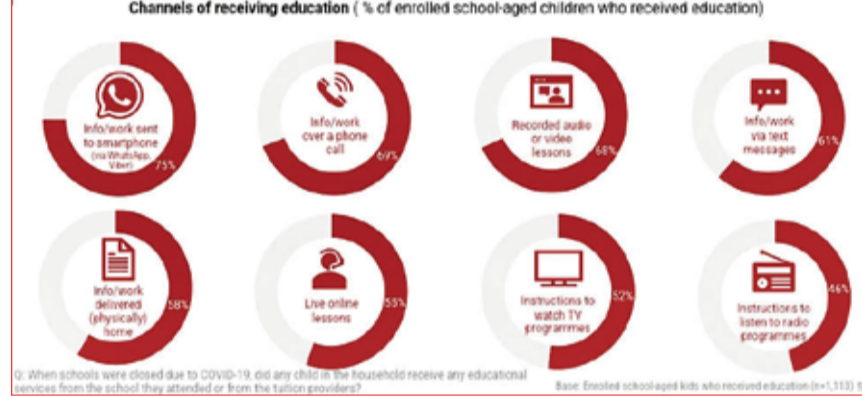 Channels of receiving education ( % of enrolled school-aged children who received education)
Info/work sent
to smartphone
(via WhatsApp,
Viber)
75%
Info/work
over a phone
call
69%
Recorded audio
or video
lessons
68%
Info/work
via text
messages
61%
Info/work
delivered
(physically)
home
58%
Live online
lessons
55%
Instructions to
watch TV
programmes
52%
Instructions to
listen to radio
programmes
46%
Q: When schools were closed due to COVID-19, did any child in the household receive any educational
services from the school they attended or from the tuition providers?
Base: Enrolled school-aged kids who received education (n=1,113)